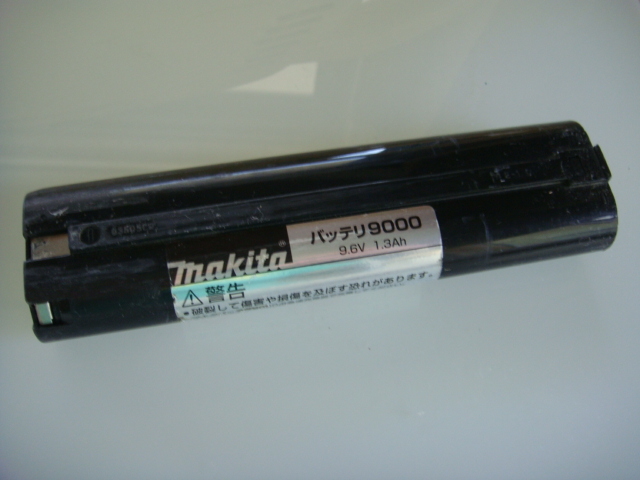 makita®
バッテリ9000
9.6V 1.3Ah
⚠警告
•破裂して傷害や損傷を及ぼす恐れがあります。